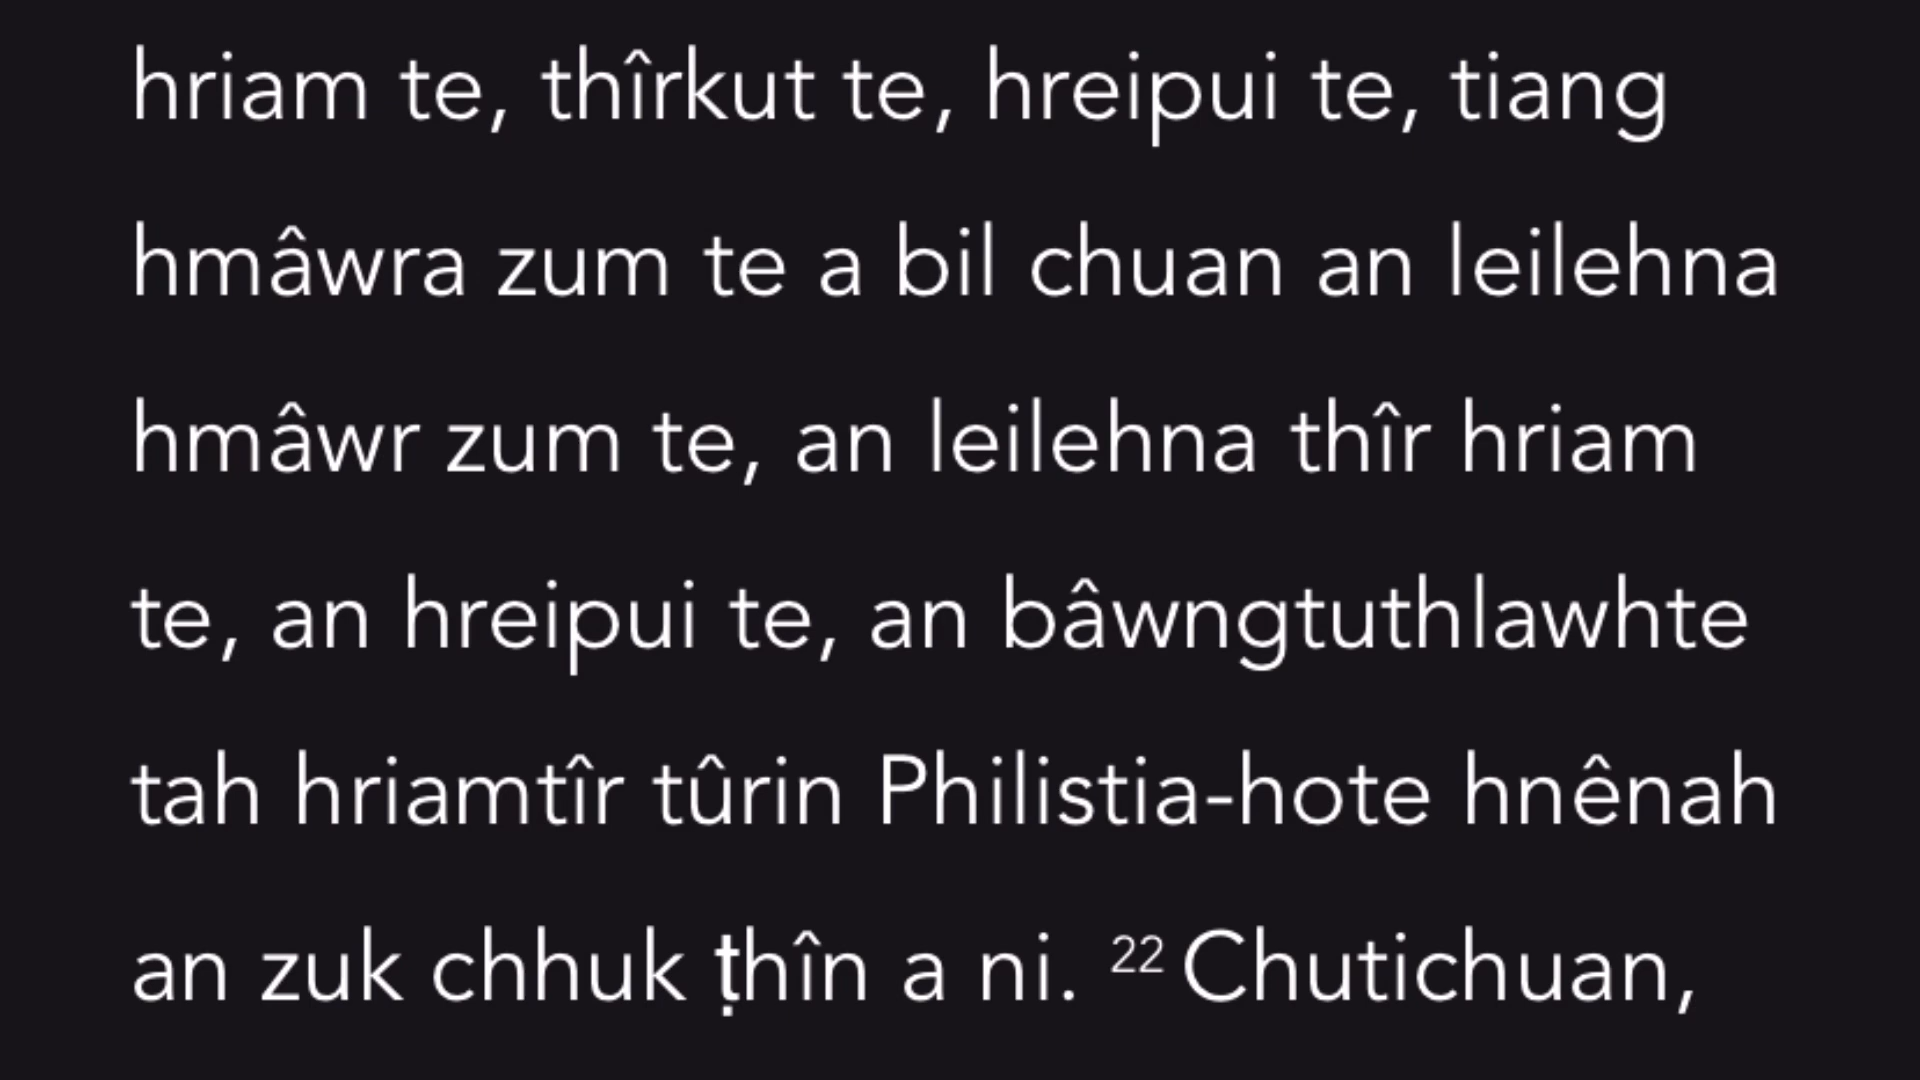 hriam te, thîrkut te, hreipui te, tiang
hmâwra zum te a bil chuan an leilehna
hmâwr zum te, an leilehna thîr hriam
te, an hreipui te, an bâwngtuthlawhte
tah hriamtîr tûrin Philistia-hote hnênah
an zuk chhuk ṭhîn a ni. 22 Chutichuan,